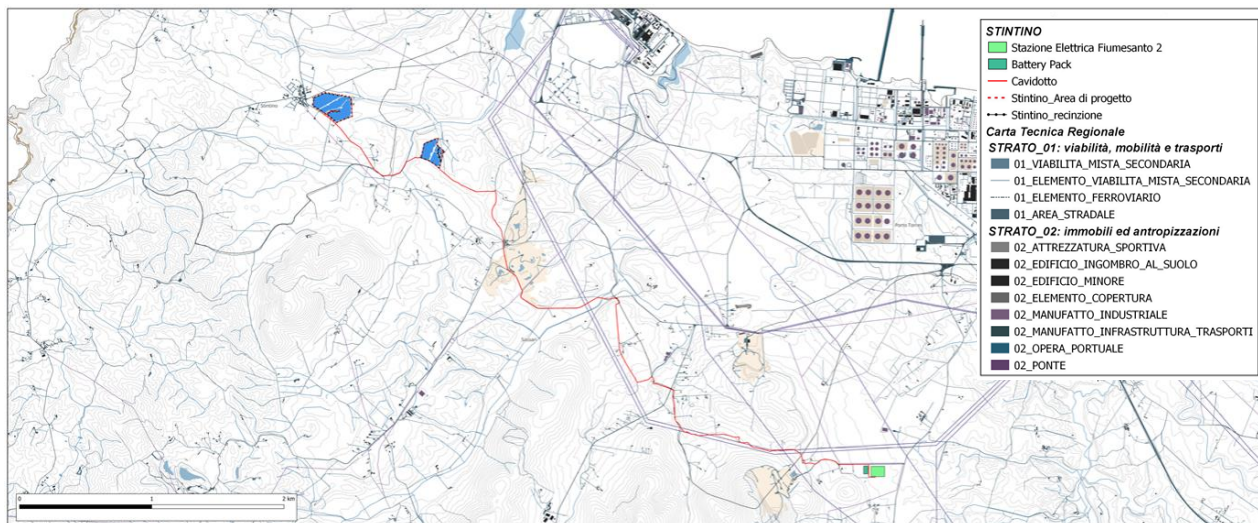 STINTINO
Stazione Elettrica Fiumesanto 2
Battery Pack
Cavidotto
Stintino_Area di progetto
Stintino_recinzione
Carta Tecnica Regionale
STRATO_01: viabilità, mobilità e trasporti
01_VIABILITA_MISTA_SECONDARIA
01_ELEMENTO_VIABILITA_MISTA_SECONDARIA
01_ELEMENTO_FERROVIARIO
01_AREA_STRADALE
STRATO_02: immobili ed antropizzazioni
02_ATTREZZATURA_SPORTIVA
02_EDIFICIO_INGOMBRO_AL_SUOLO
02_EDIFICIO_MINORE
02_ELEMENTO_COPERTURA
02_MANUFATTO_INDUSTRIALE
02_MANUFATTO_INFRASTRUTTURA_TRASPORTI
02_OPERA_PORTUALE
02_PONTE
Porto Torres
0 1 2 km